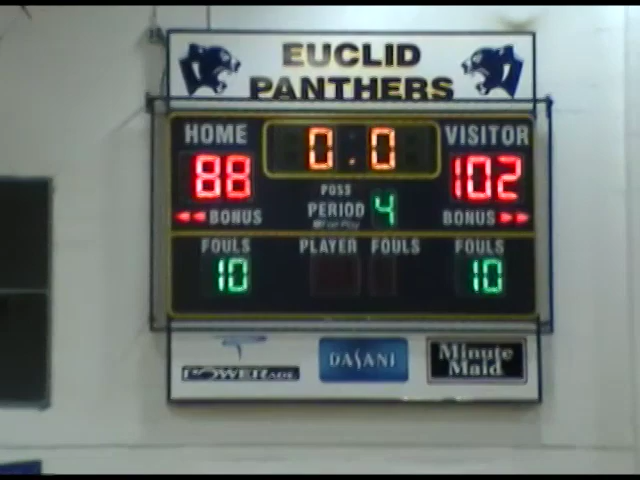 EUCLID
PANTHERS
HOME 0.0 VISITOR
88 102
POSS
BONUS PERIOD 4 BONUS
FOULS PLAYER FOULS FOULS
10 10
POWERADE DASANI Minute Maid